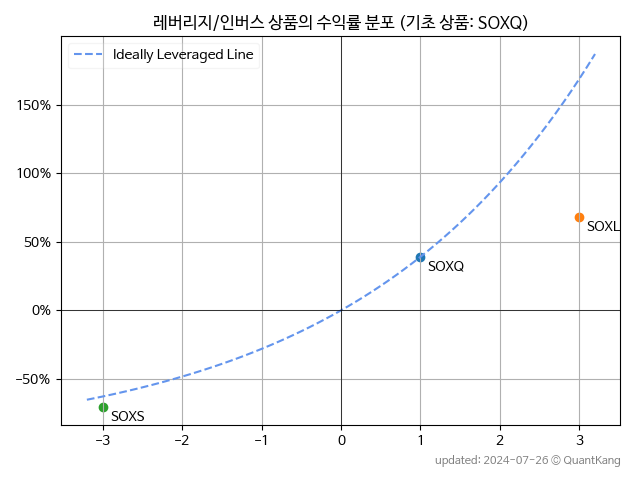 레버리지/인버스 상품의 수익률 분포 (기초 상품: SOXQ)
Ideally Leveraged Line
150%
100%
50%
0%
−50%
SOXL
SOXQ
SOXS
−3 −2 −1 0 1 2 3
updated: 2024-07-26 © QuantKang